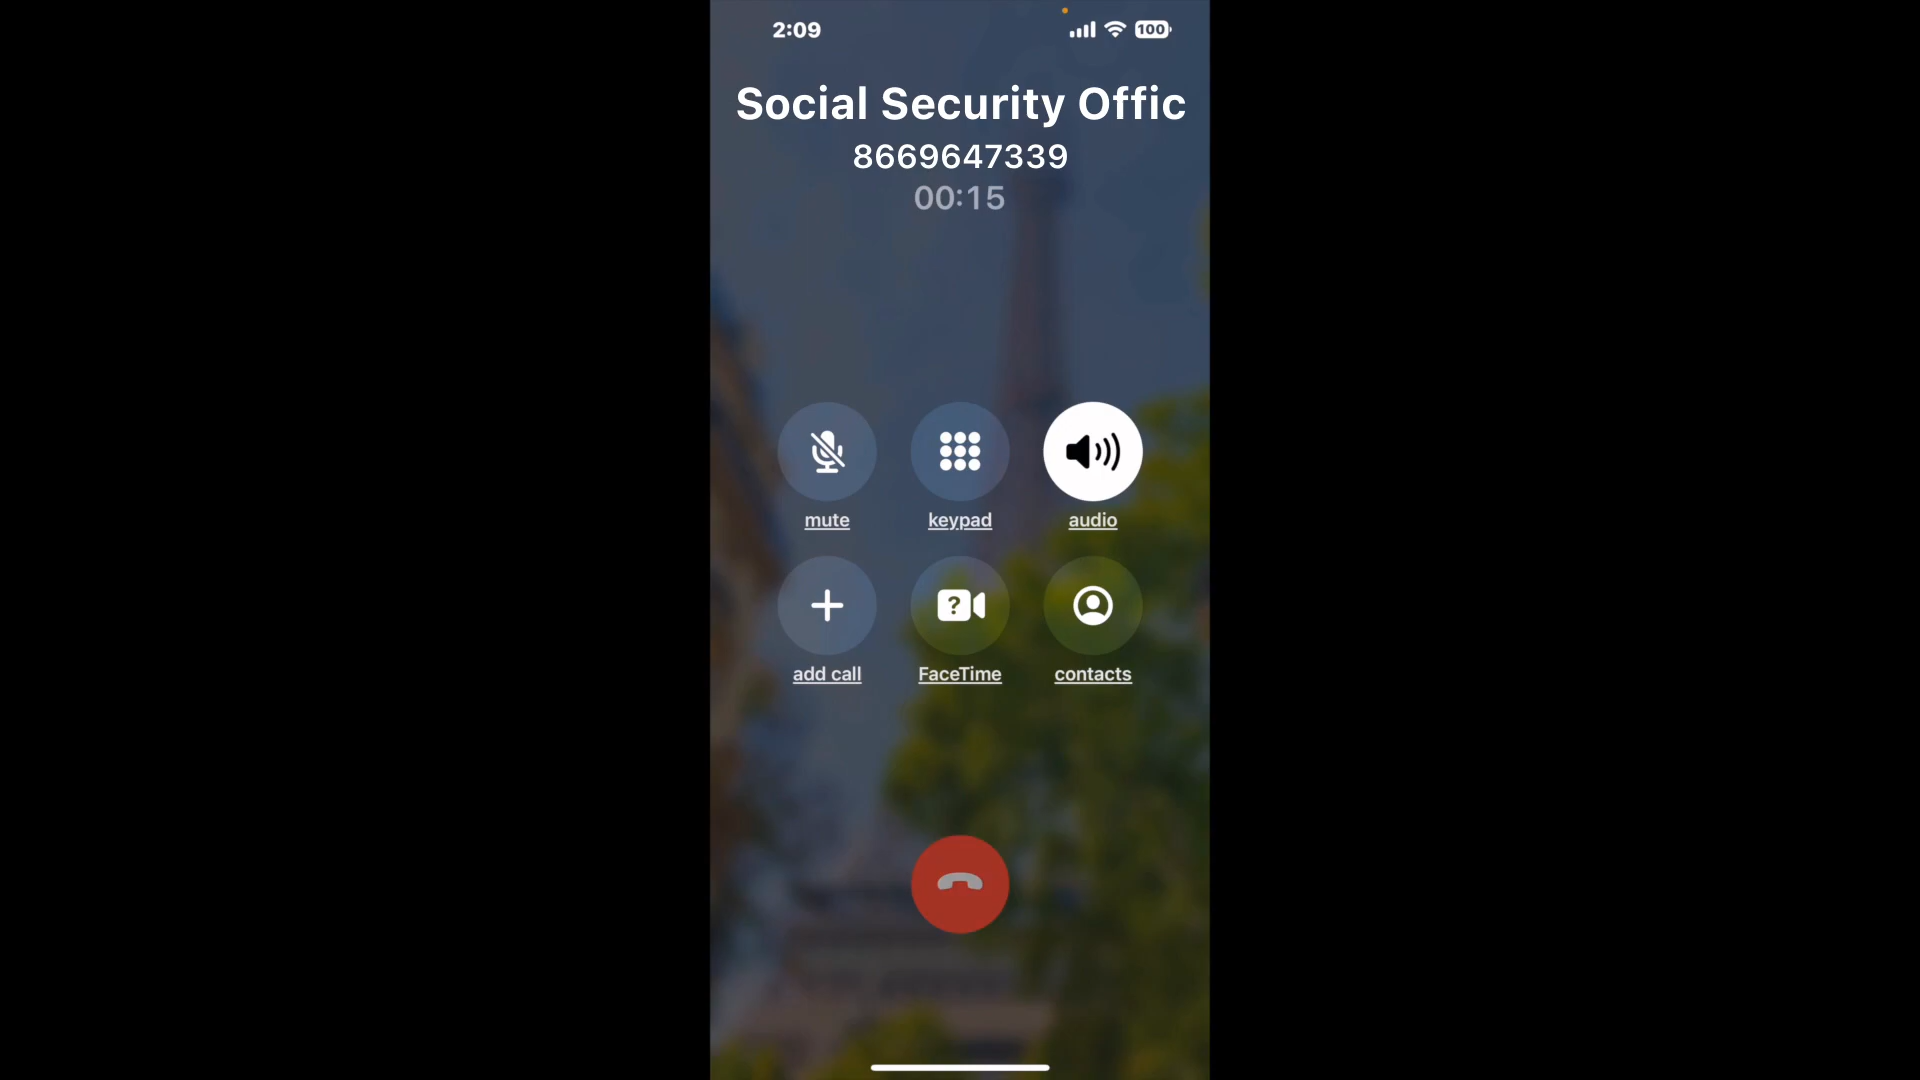 2:09
100
Social Security Offic
8669647339
00:15
mute
keypad
audio
?
add call
FaceTime
contacts